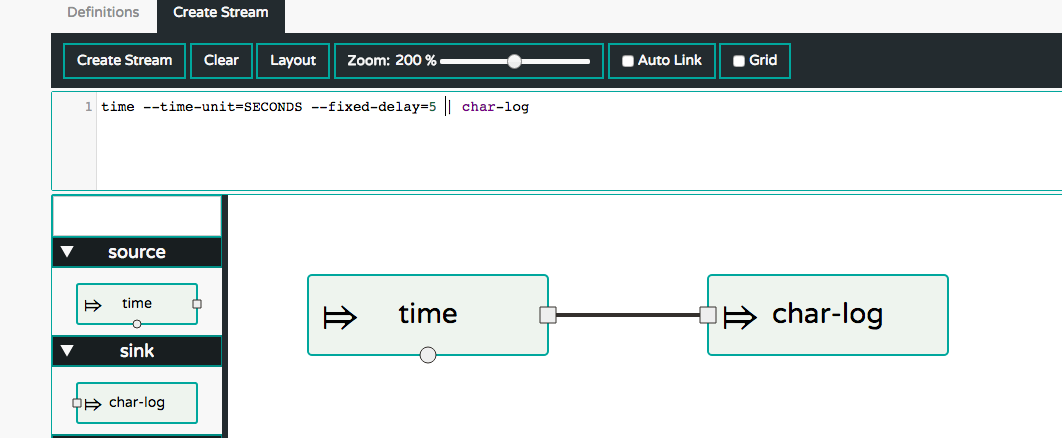 Definitions Create Stream
Create Stream Clear Layout Zoom: 200 % Auto Link Grid
1 time --time-unit=SECONDS --fixed-delay=5 | char-log
source
time
sink
char-log
time char-log